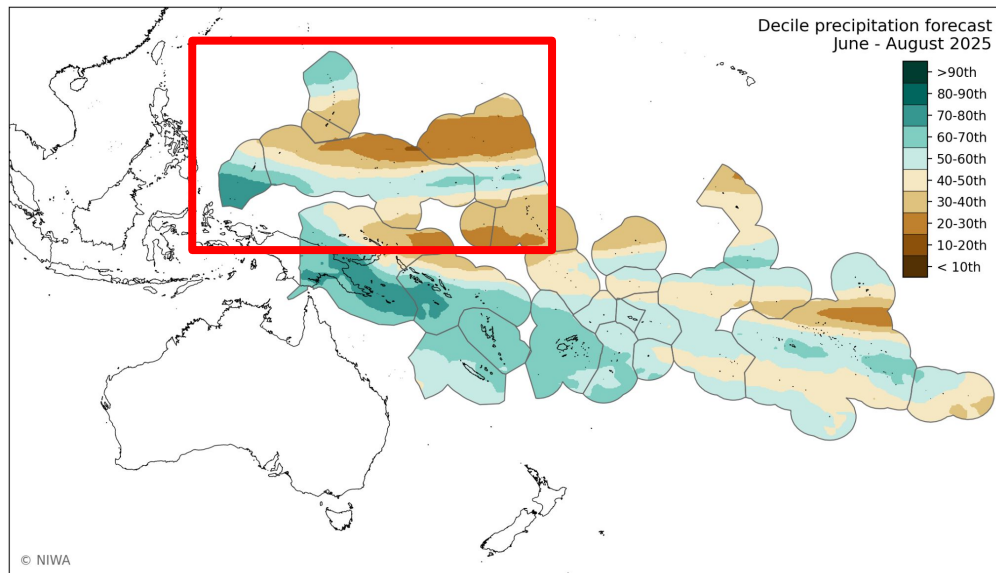 Decile precipitation forecast
June - August 2025
>90th
80-90th
70-80th
60-70th
50-60th
40-50th
30-40th
20-30th
10-20th
< 10th
© NIWA